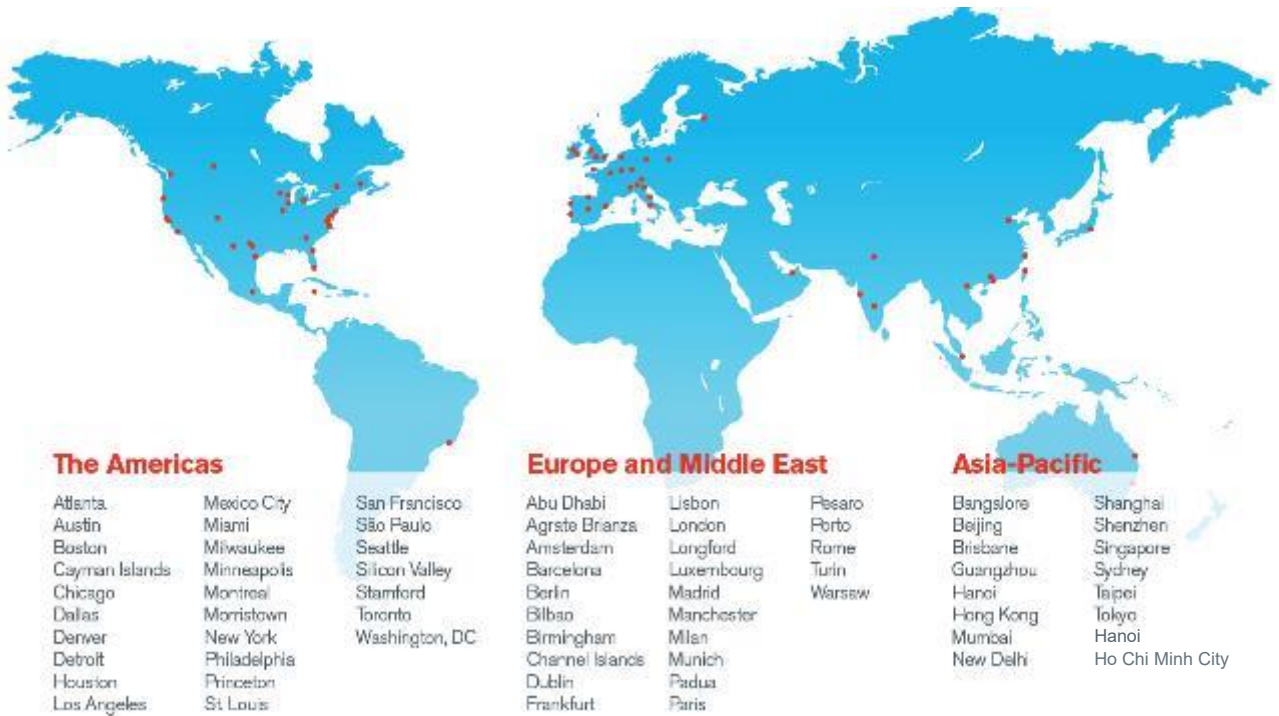 The Americas
Atlanta
Austin
Boston
Cayman Islands
Chicago
Dallas
Denver
Detroit
Houston
Los Angeles
Mexico City
Miami
Milwaukee
Minneapolis
Montreal
Morristown
New York
Philadelphia
Princeton
St Louis
San Francisco
São Paulo
Seattle
Silicon Valley
Stamford
Toronto
Washington, DC
Europe and Middle East
Abu Dhabi
Agrate Brianza
Amsterdam
Barcelona
Berlin
Bilbao
Birmingham
Channel Islands
Dublin
Frankfurt
Lisbon
London
Longford
Luxembourg
Madrid
Manchester
Milan
Munich
Padua
Paris
Pesaro
Porto
Rome
Turin
Warsaw
Asia-Pacific
Bangalore
Beijing
Brisbane
Guangzhou
Hanoi
Hong Kong
Mumbai
New Delhi
Shanghai
Shenzhen
Singapore
Sydney
Taipei
Tokyo
Hanoi
Ho Chi Minh City